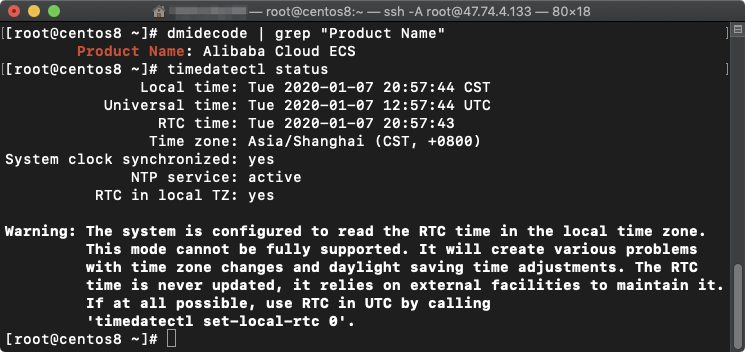 — root@centos8:~ — ssh -A root@47.74.4.133 — 80×18
[[root@centos8 ~]# dmidecode | grep "Product Name"]
Product Name: Alibaba Cloud ECS
[[root@centos8 ~]# timedatectl status]
Local time: Tue 2020-01-07 20:57:44 CST
Universal time: Tue 2020-01-07 12:57:44 UTC
RTC time: Tue 2020-01-07 20:57:43
Time zone: Asia/Shanghai (CST, +0800)
System clock synchronized: yes
NTP service: active
RTC in local TZ: yes
Warning: The system is configured to read the RTC time in the local time zone.
This mode cannot be fully supported. It will create various problems
with time zone changes and daylight saving time adjustments. The RTC
time is never updated, it relies on external facilities to maintain it.
If at all possible, use RTC in UTC by calling
'timedatectl set-local-rtc 0'.
[root@centos8 ~]#